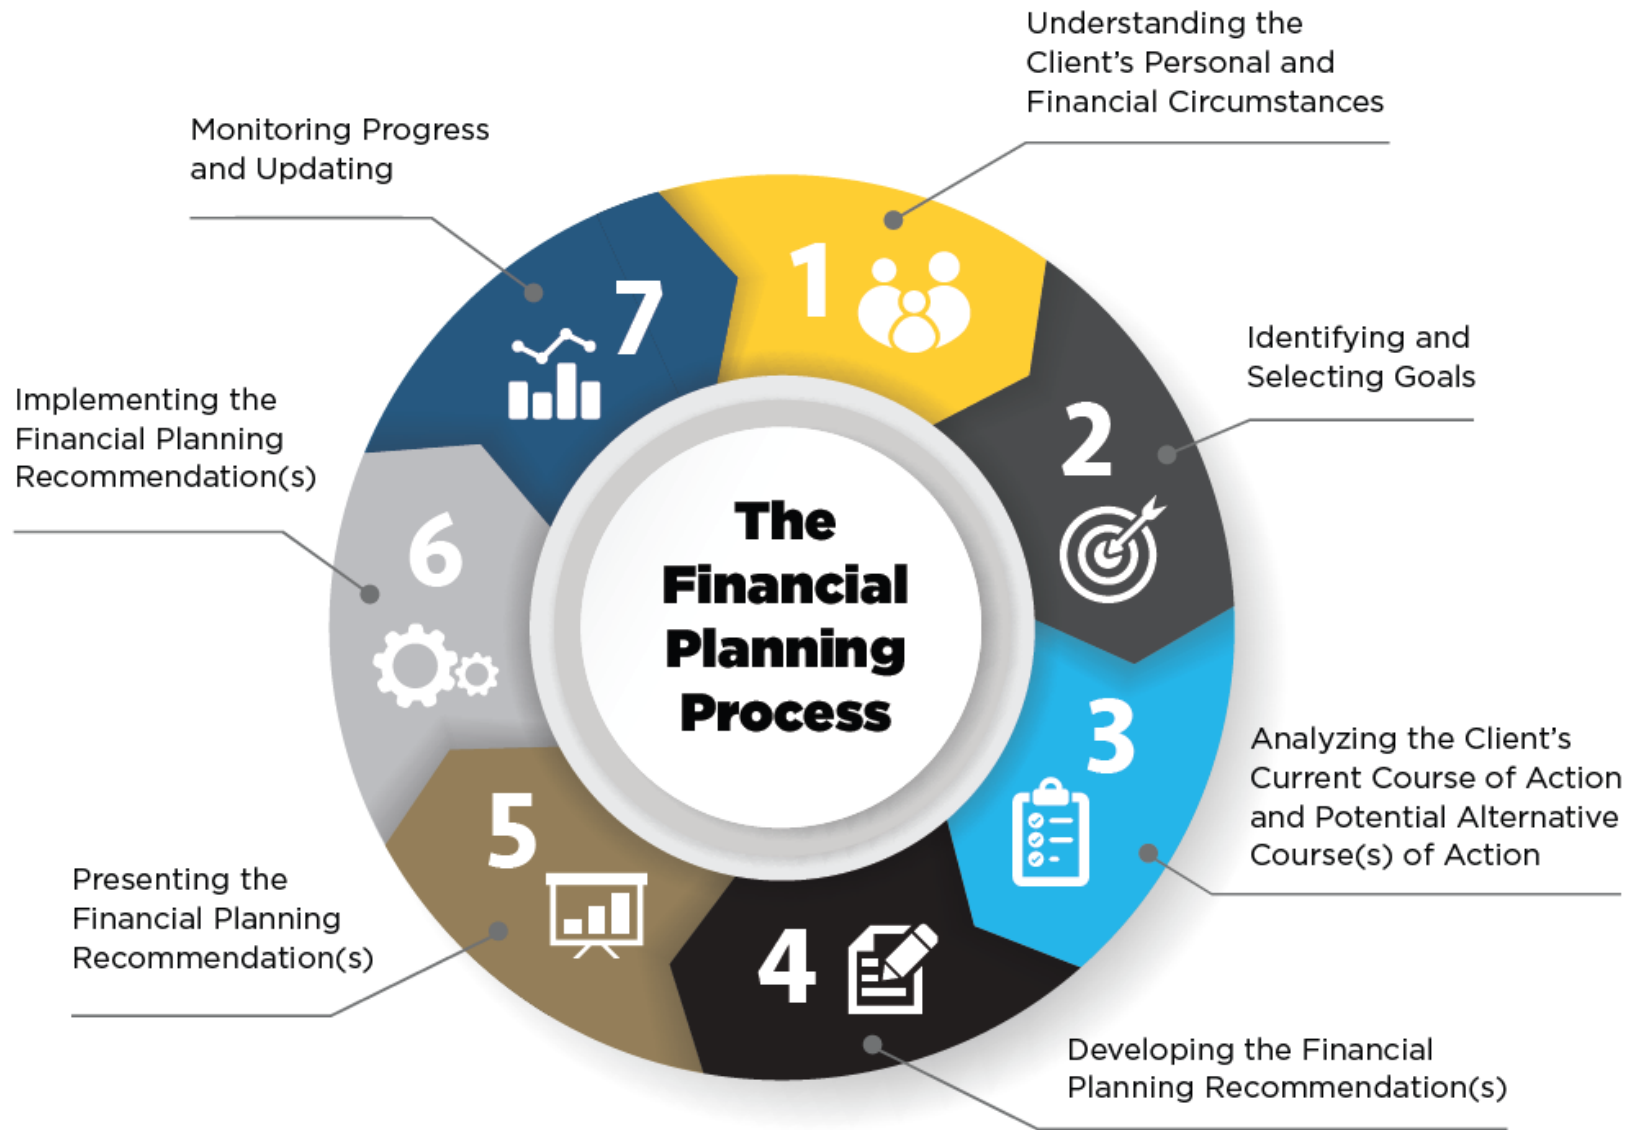 The
Financial
Planning
Process
1
Understanding the
Client's Personal and
Financial Circumstances
2
Identifying and
Selecting Goals
3
Analyzing the Client's
Current Course of Action
and Potential Alternative
Course(s) of Action
4
Developing the Financial
Planning Recommendation(s)
5
Presenting the
Financial Planning
Recommendation(s)
6
Implementing the
Financial Planning
Recommendation(s)
7
Monitoring Progress
and Updating